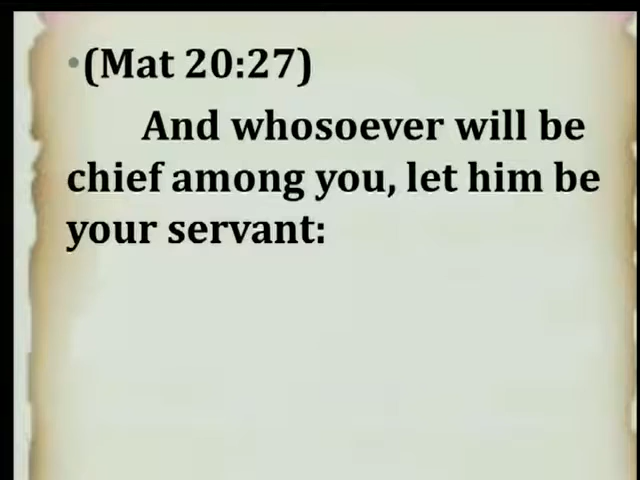 •(Mat 20:27)
And whosoever will be
chief among you, let him be
your servant: